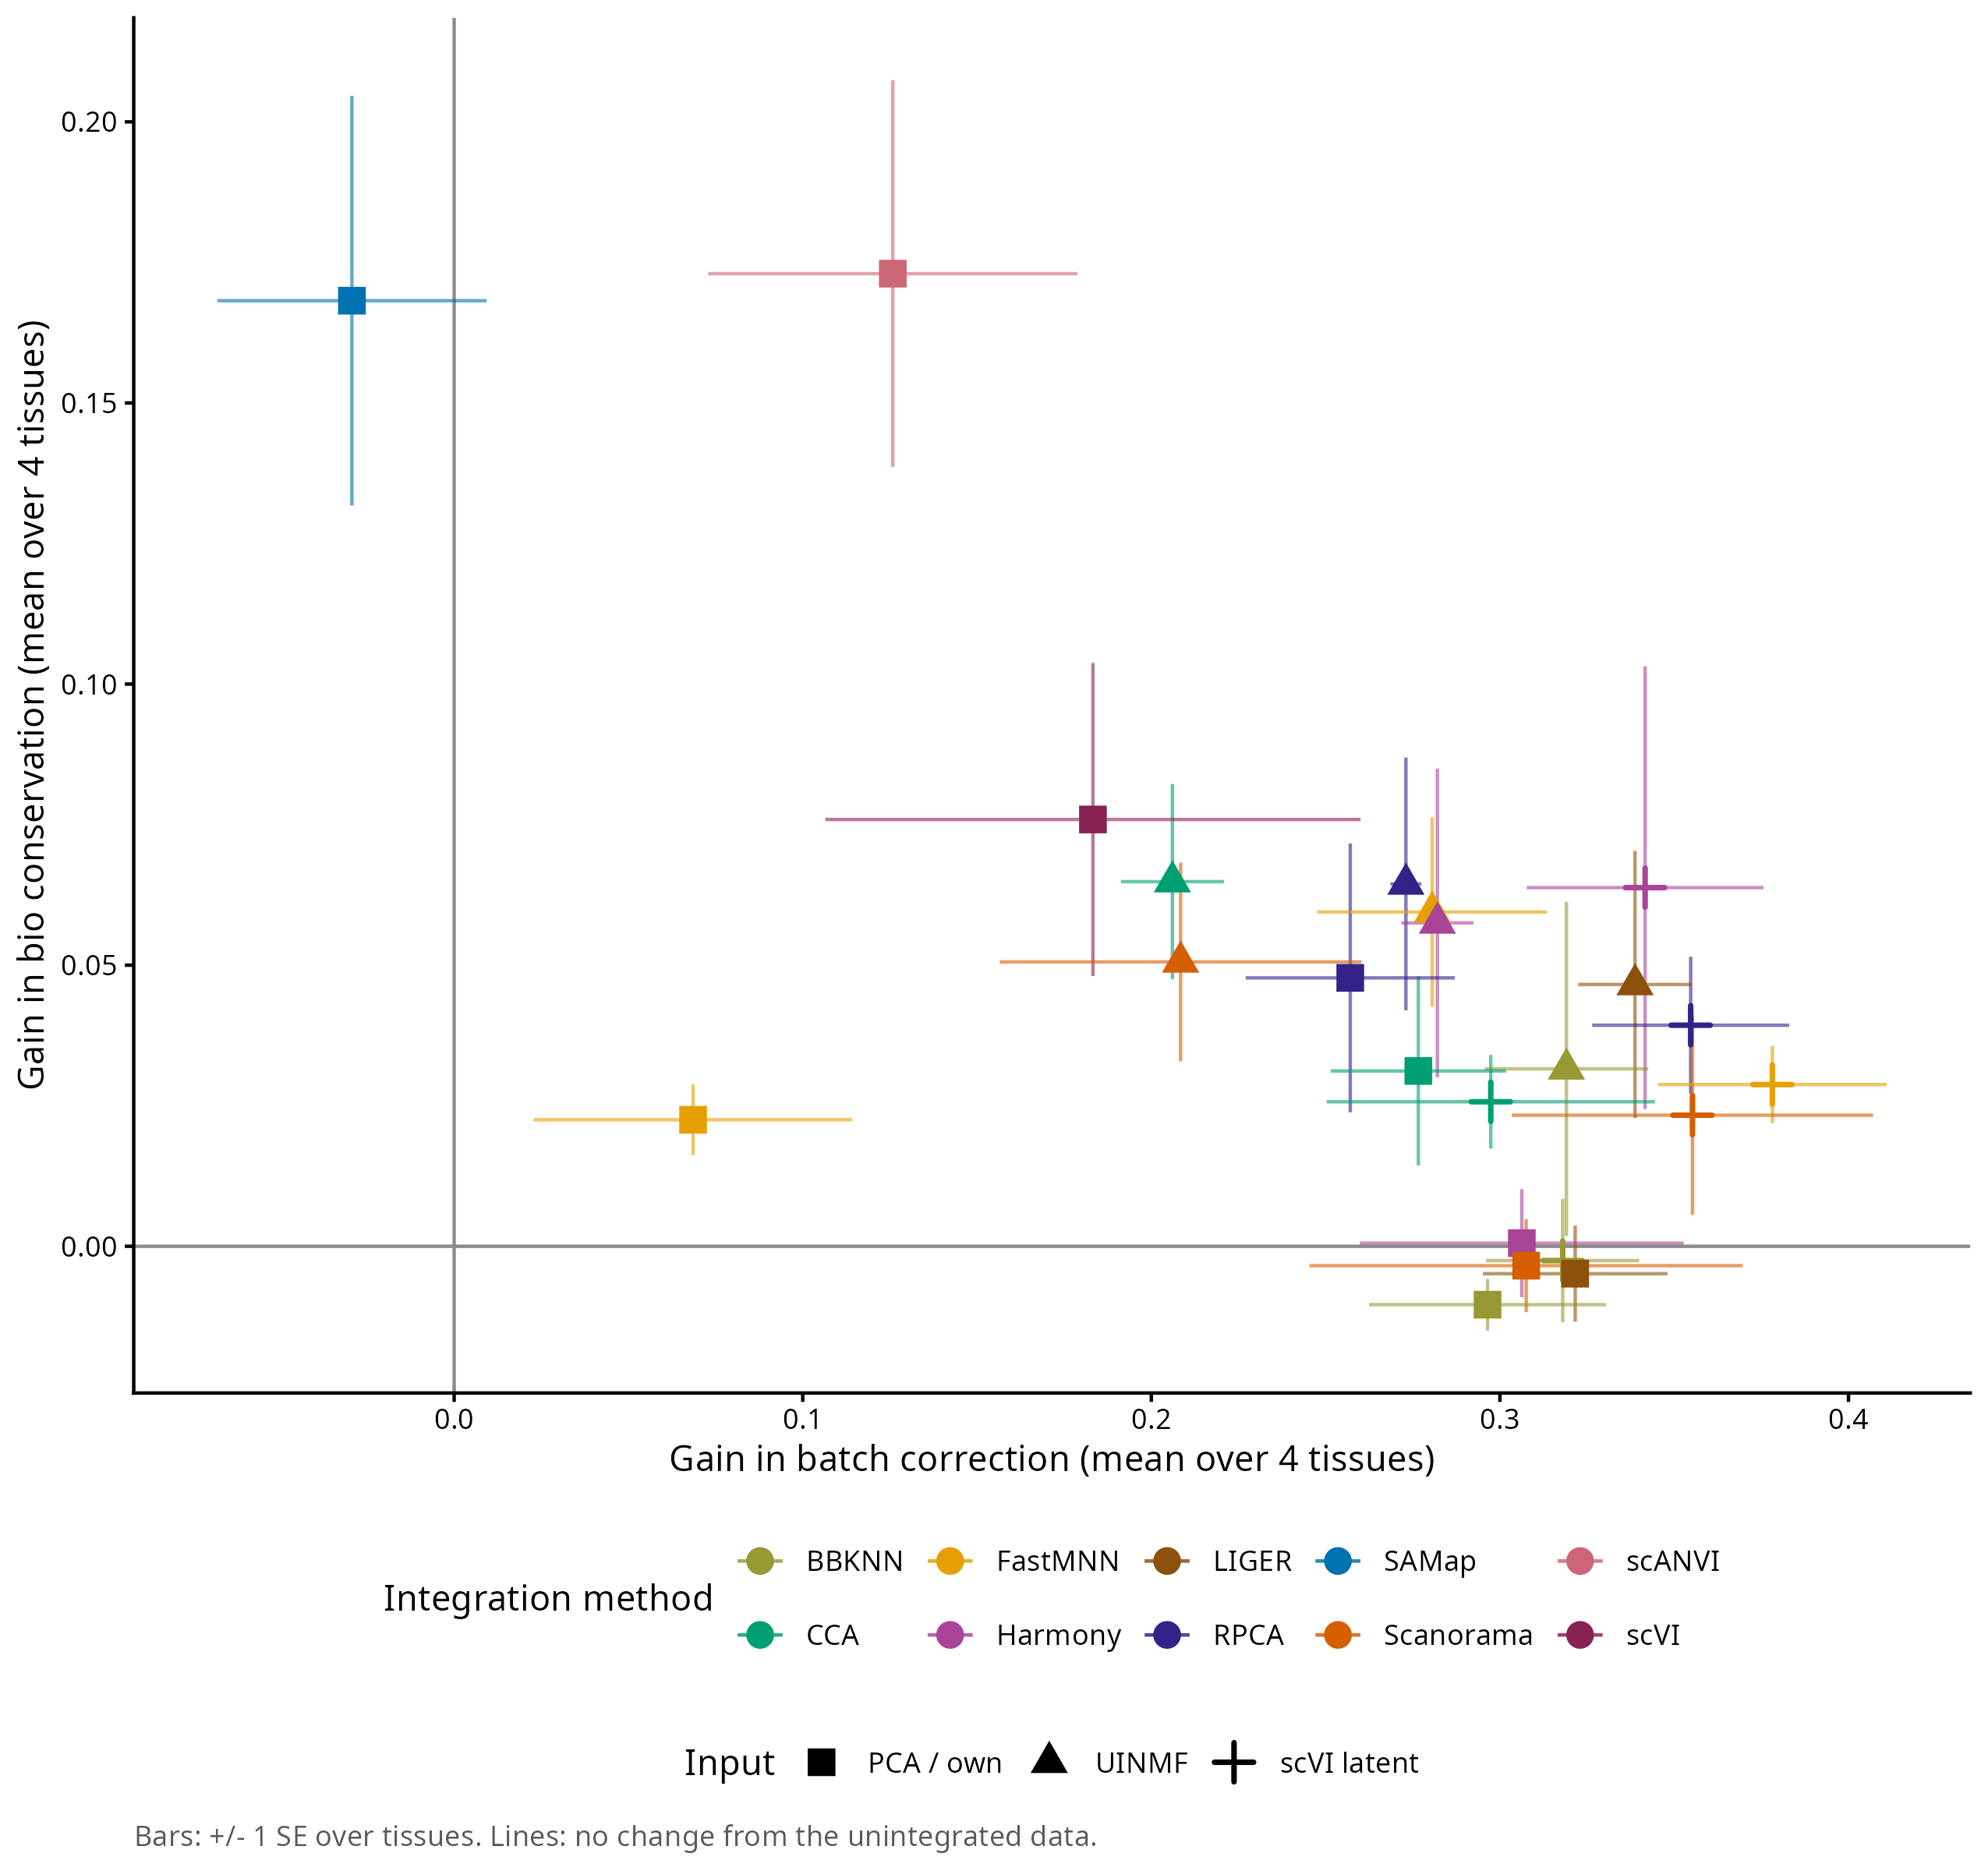 0.20
0.15
0.10
0.05
0.00
Gain in bio conservation (mean over 4 tissues)
0.0 0.1 0.2 0.3 0.4
Gain in batch correction (mean over 4 tissues)
Integration method
BBKNN FastMNN LIGER SAMap scANVI
CCA Harmony RPCA Scanorama scVI
Input PCA / own UINMF scVI latent
Bars: +/- 1 SE over tissues. Lines: no change from the unintegrated data.